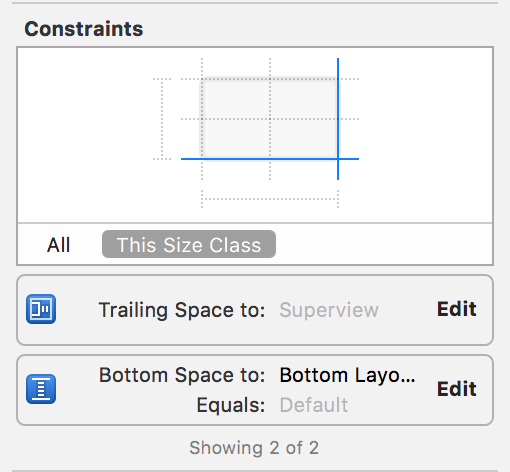 Constraints
All This Size Class
Trailing Space to: Superview Edit
Bottom Space to: Bottom Layo... Edit
Equals: Default
Showing 2 of 2